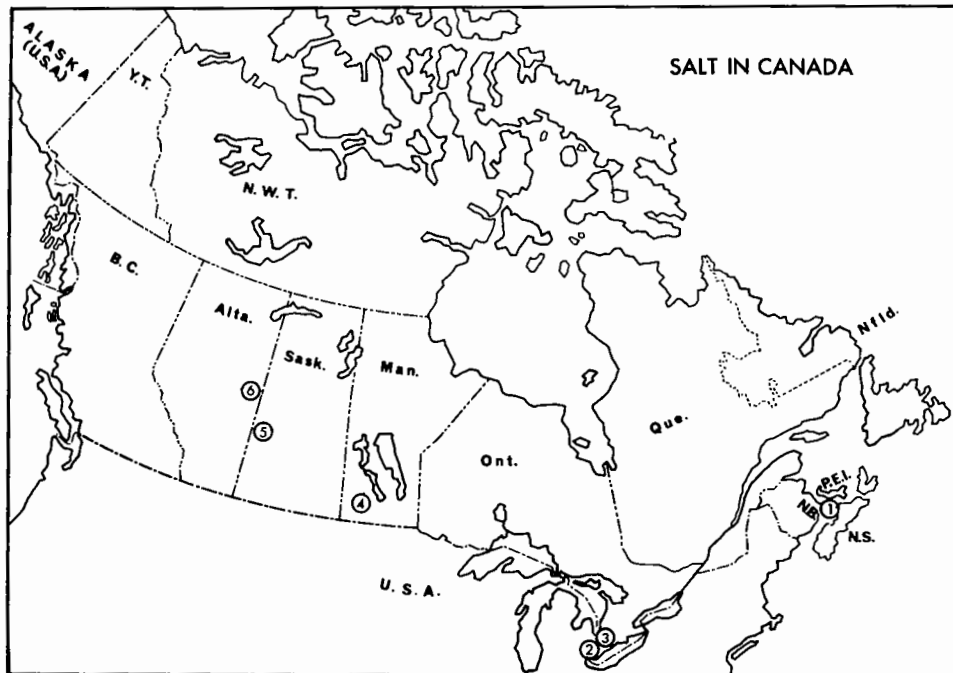 SALT IN CANADA
ALASKA
(U.S.A)
Y.T.
N.W.T.
B.C.
Alta.
Sask.
Man.
Ont.
Que.
Nfld.
P.E.I.
N.B.
N.S.
U.S.A.
6
5
4
1
3
2